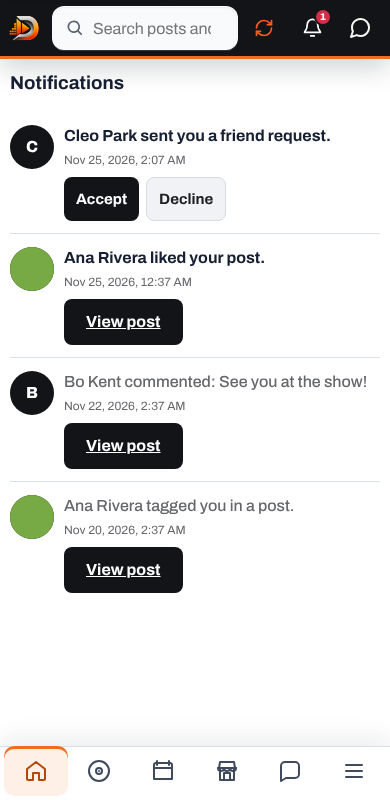 Search posts and
1
Notifications
C
Cleo Park sent you a friend request.
Nov 25, 2026, 2:07 AM
Accept
Decline
Ana Rivera liked your post.
Nov 25, 2026, 12:37 AM
View post
B
Bo Kent commented: See you at the show!
Nov 22, 2026, 2:37 AM
View post
Ana Rivera tagged you in a post.
Nov 20, 2026, 2:37 AM
View post